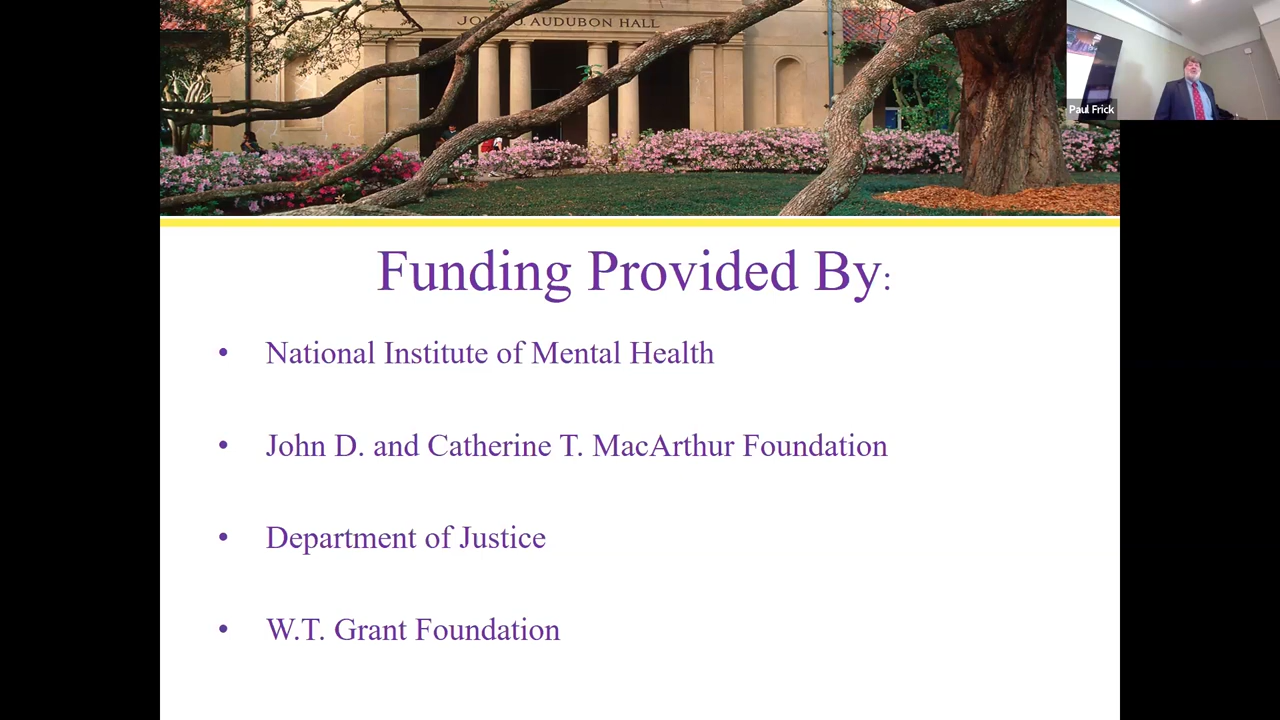 JOHN J. AUDUBON HALL
Paul Frick
Funding Provided By:
• National Institute of Mental Health
• John D. and Catherine T. MacArthur Foundation
• Department of Justice
• W.T. Grant Foundation